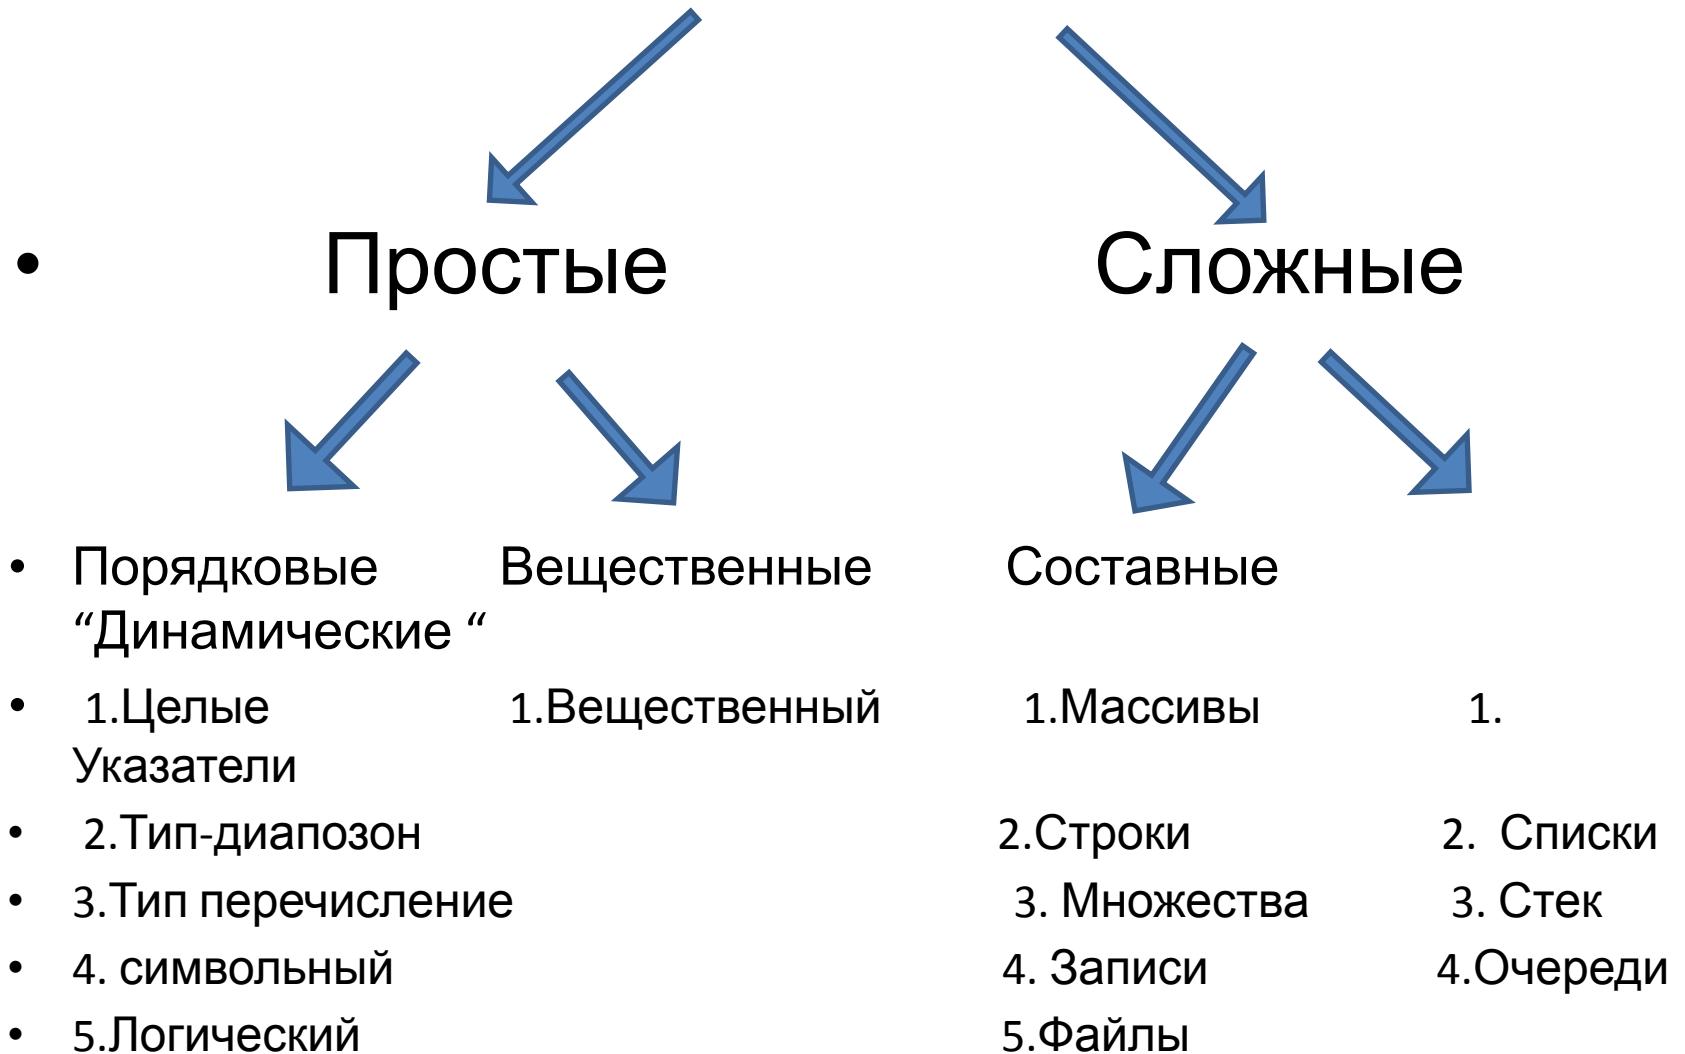 • Простые Сложные
• Порядковые Вещественные Составные
“Динамические “
• 1.Целые 1.Вещественный 1.Массивы 1.
Указатели
• 2.Тип-диапозон 2.Строки 2. Списки
• 3.Тип перечисление 3. Множества 3. Стек
• 4. символьный 4. Записи 4.Очереди
• 5.Логический 5.Файлы